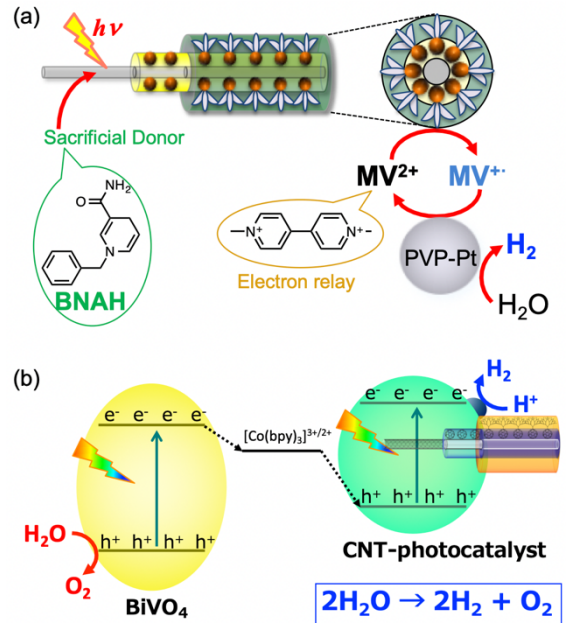 (a)
hν
Sacrificial Donor
NH₂
O
N
BNAH
MV²⁺
MV⁺·
N⁺
N⁺
Electron relay
PVP-Pt
H₂
H₂O
(b)
e⁻ e⁻ e⁻ e⁻
[Co(bpy)₃]³⁺/²⁺
e⁻ e⁻ e⁻ e⁻
H₂
H⁺
H₂O
h⁺ h⁺ h⁺ h⁺
O₂
BiVO₄
h⁺ h⁺ h⁺ h⁺
CNT-photocatalyst
2H₂O → 2H₂ + O₂